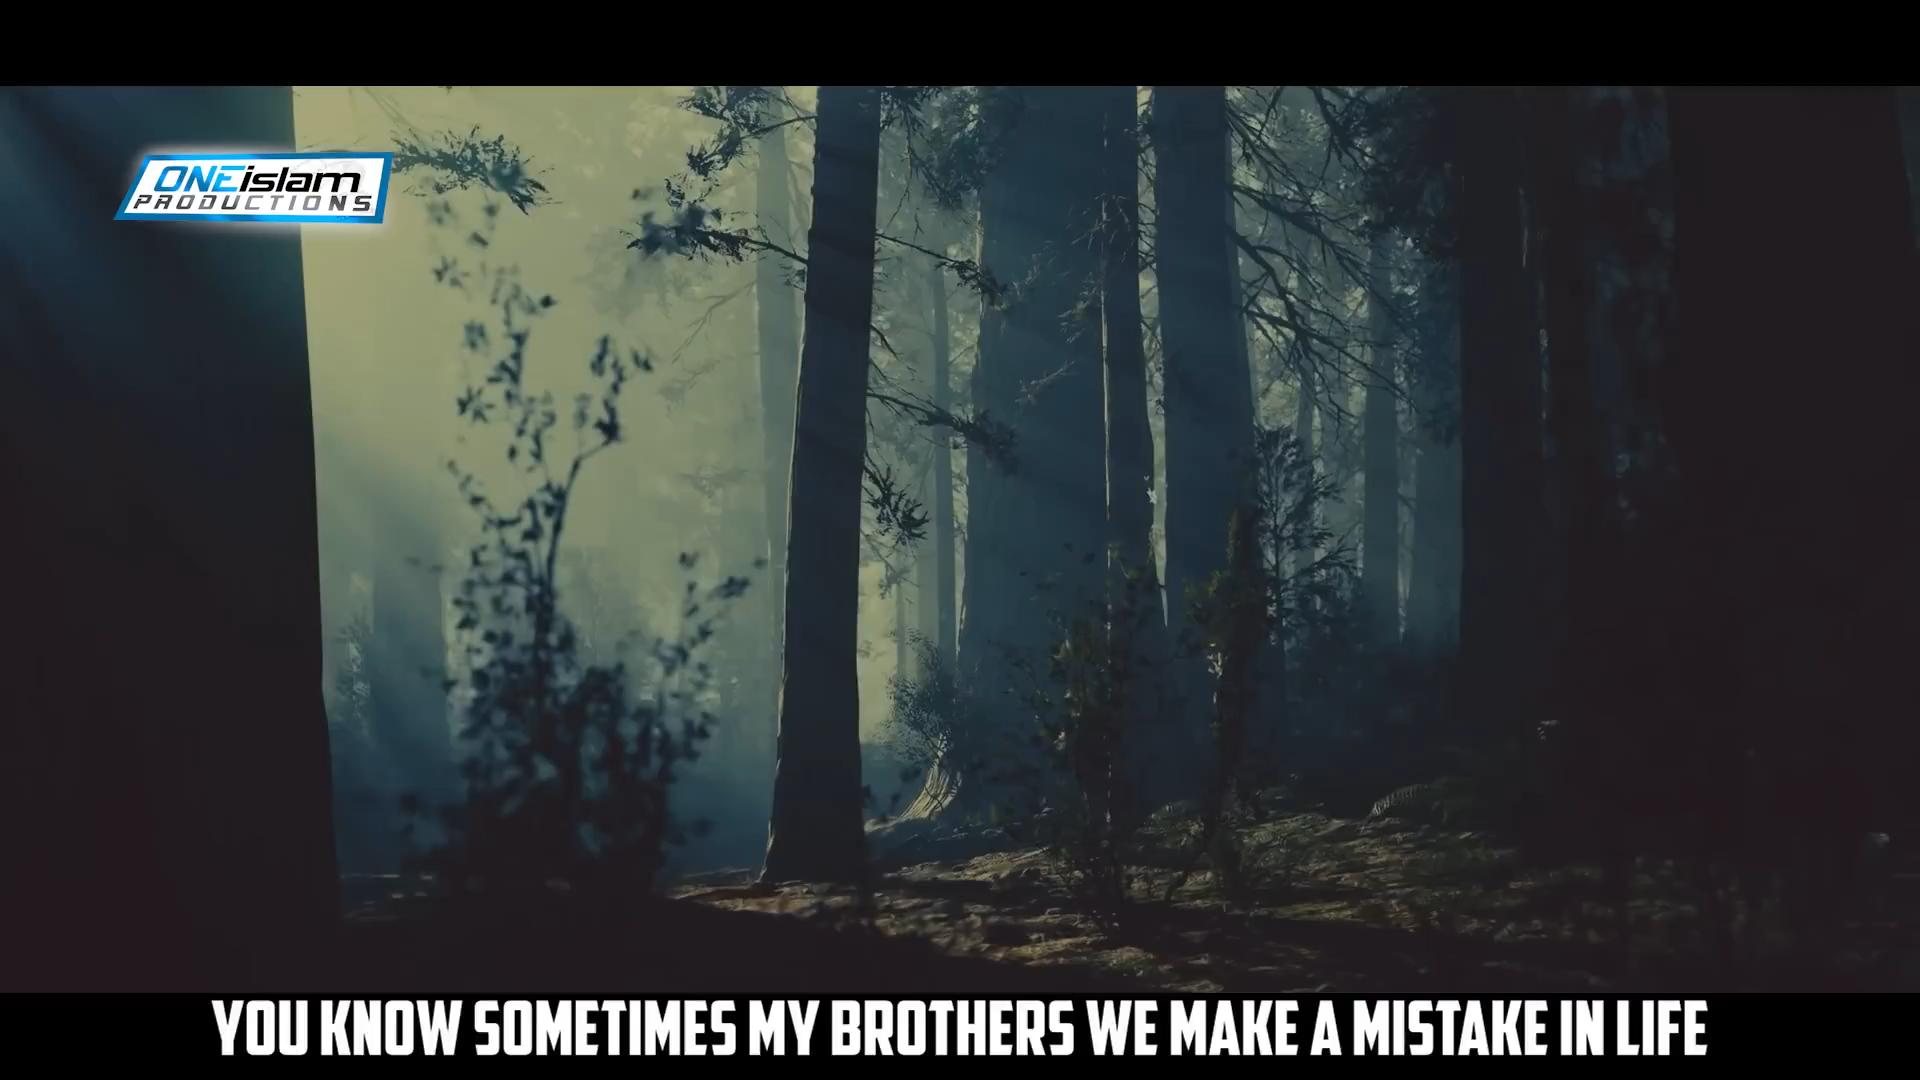 ONEislam
PRODUCTIONS
YOU KNOW SOMETIMES MY BROTHERS WE MAKE A MISTAKE IN LIFE